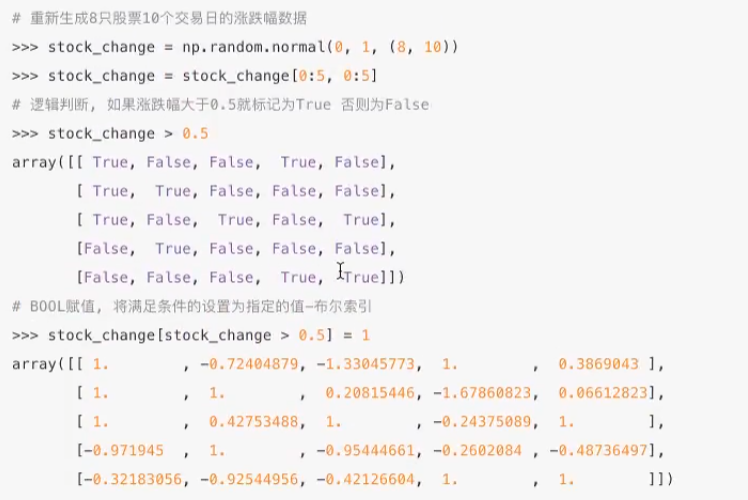 # 重新生成8只股票10个交易日的涨跌幅数据
>>> stock_change = np.random.normal(0, 1, (8, 10))
>>> stock_change = stock_change[0:5, 0:5]
# 逻辑判断, 如果涨跌幅大于0.5就标记为True 否则为False
>>> stock_change > 0.5
array([[ True, False, False,  True, False],
       [ True,  True, False, False, False],
       [ True, False,  True, False,  True],
       [False,  True, False, False, False],
       [False, False, False,  True,  True]])
# BOOL赋值, 将满足条件的设置为指定的值-布尔索引
>>> stock_change[stock_change > 0.5] = 1
array([[ 1.        , -0.72404879, -1.33045773,  1.        ,  0.3869043 ],
       [ 1.        ,  1.        ,  0.20815446, -1.67860823,  0.06612823],
       [ 1.        ,  0.42753488,  1.        , -0.24375089,  1.        ],
       [-0.971945  ,  1.        , -0.95444661, -0.2602084 , -0.48736497],
       [-0.32183056, -0.92544956, -0.42126604,  1.        ,  1.        ]])